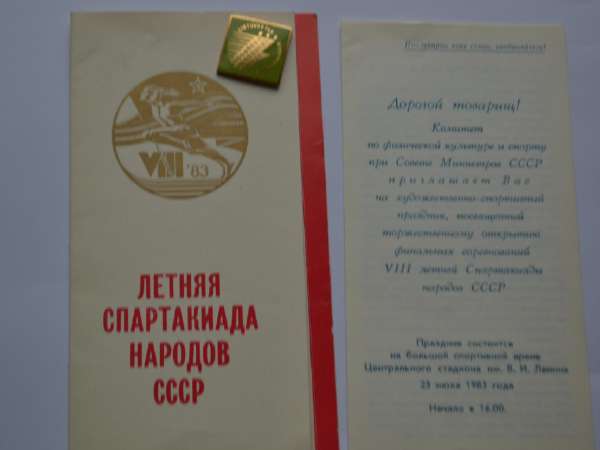 VIII '83
ЛЕТНЯЯ
СПАРТАКИАДА
НАРОДОВ
СССР
Дорогой товарищ!
Комитет
по физической культуре и спорту
при Совете Министров СССР
приглашает Вас
на художественно-спортивный
праздник, посвященный
торжественному открытию
финальных соревнований
VIII летней Спартакиады
народов СССР
Праздник состоится
на Большой спортивной арене
Центрального стадиона им. В. И. Ленина
23 июля 1983 года
Начало в 16.00.